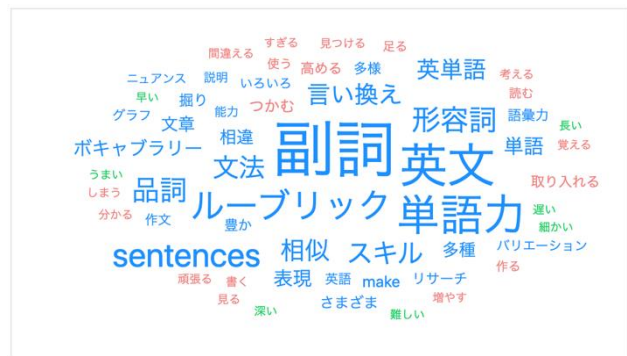 すぎる 見つける 足る
間違える
使う 高める 多様 英単語 考える
ニュアンス 説明 いろいろ 言い換え 読む
早い 掘り つかむ 形容詞 語彙力
グラフ 文章 能力 長い
ボキャブラリー 相違 副詞 英文 単語 覚える
うまい 文法
しまう 品詞 ルーブリック 単語力 取り入れる
分かる 作文 豊か 遅い
細かい
sentences 相似 スキル 多種 バリエーション
頑張る 書く 表現 英語 make リサーチ 作る
見る さまざま 増やす
深い 難しい